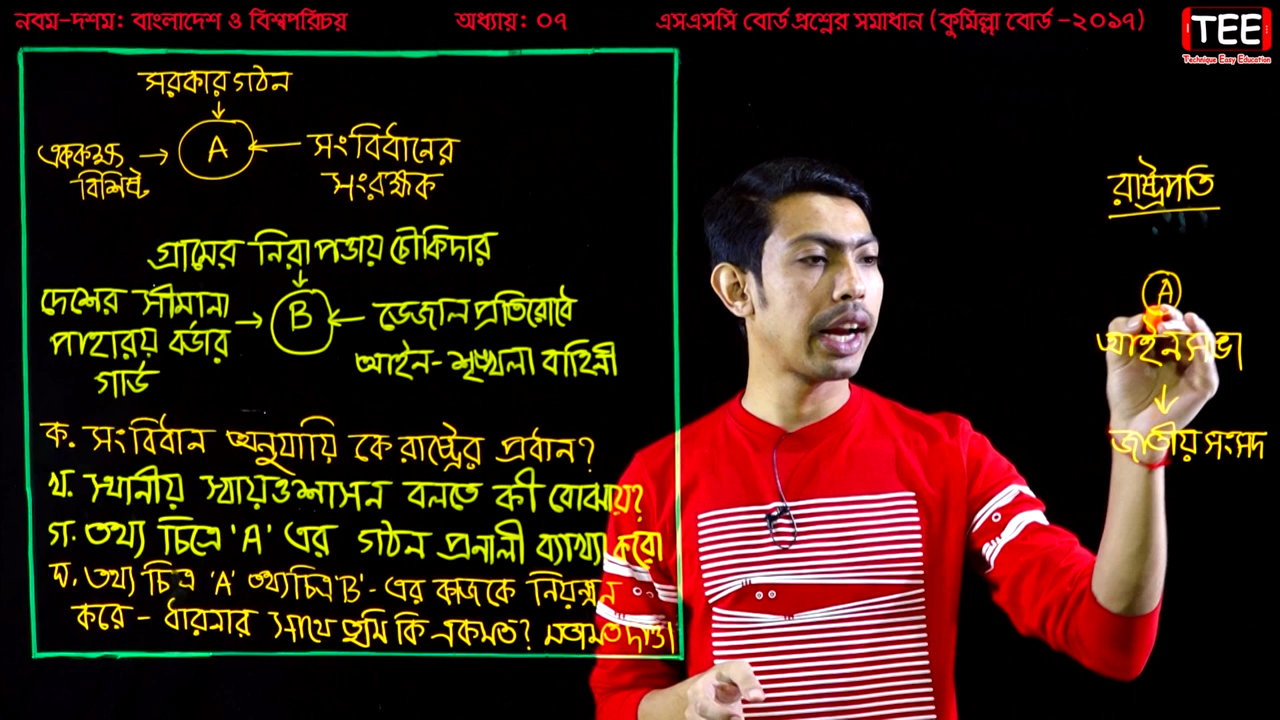 নবম-দশম: বাংলাদেশ ও বিশ্বপরিচয় অধ্যায়: ০৭ এসএসসি বোর্ড প্রশ্নের সমাধান (কুমিল্লা বোর্ড -২০১৭)
TEE
Technique Easy Education
সরকার গঠন
A
এককক্ষ
বিশিষ্ট
সংবিধানের
সংরক্ষক
গ্রামের নিরাপত্তায় চৌকিদার
দেশের সীমানা
পাহারায় বর্ডার
গার্ড
B
ভেজাল প্রতিরোধে
আইন-শৃঙ্খলা বাহিনী
ক. সংবিধান অনুযায়ি কে রাষ্ট্রের প্রধান?
খ. স্থানীয় স্বায়ত্তশাসন বলতে কী বোঝায়?
গ. তথ্য চিত্রে 'A' এর গঠন প্রনালী ব্যাখ্যা করো
ঘ. তথ্য চিত্র 'A' তথ্যচিত্র 'B'- এর কাজকে নিয়ন্ত্রন
করে - ধারনার সাথে তুমি কি একমত? মতামত দাও।
রাষ্ট্রপতি
A
আইনসভা
জাতীয় সংসদ